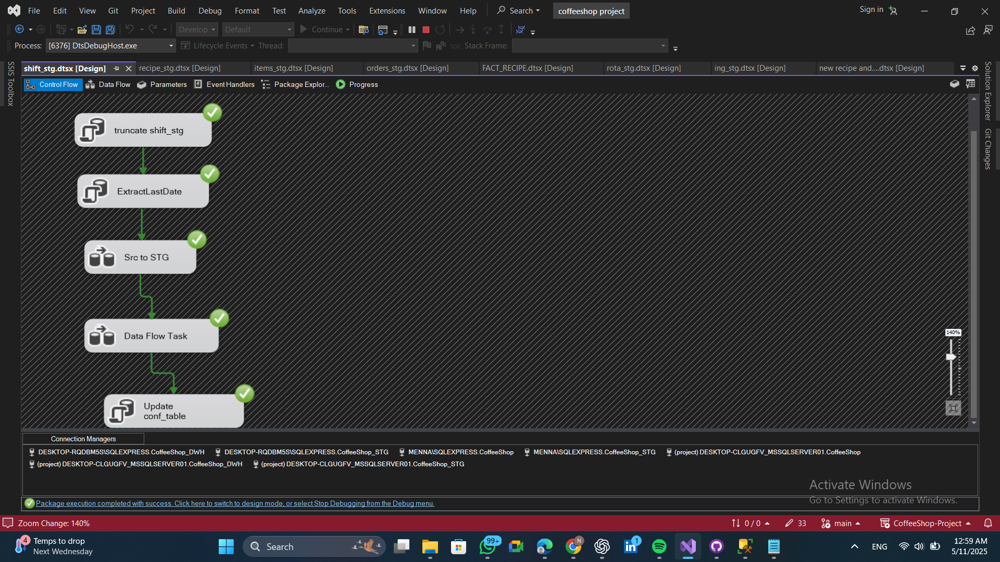 File Edit View Git Project Build Debug Format Test Analyze Tools Extensions Window Help Search coffeeshop project Sign in
Develop Default Continue
Process: [6376] DtsDebugHost.exe Lifecycle Events Thread: Stack Frame:
SSIS Toolbox
shift_stg.dtsx [Design] recipe_stg.dtsx [Design] items_stg.dtsx [Design] orders_stg.dtsx [Design] FACT_RECIPE.dtsx [Design] rota_stg.dtsx [Design] ing_stg.dtsx [Design] new recipe and....dtsx [Design]
Control Flow Data Flow Parameters Event Handlers Package Explor... Progress
Solution Explorer
Git Changes
truncate shift_stg
ExtractLastDate
Src to STG
Data Flow Task
Update
conf_table
140%
Connection Managers
DESKTOP-RQDBM5S\SQLEXPRESS.CoffeeShop_DWH DESKTOP-RQDBM5S\SQLEXPRESS.CoffeeShop_STG MENNA\SQLEXPRESS.CoffeeShop MENNA\SQLEXPRESS.CoffeeShop_STG (project) DESKTOP-CLGUGFV_MSSQLSERVER01.CoffeeShop
(project) DESKTOP-CLGUGFV_MSSQLSERVER01.CoffeeShop_DWH (project) DESKTOP-CLGUGFV_MSSQLSERVER01.CoffeeShop_STG
Activate Windows
Go to Settings to activate Windows.
Package execution completed with success. Click here to switch to design mode, or select Stop Debugging from the Debug menu.
Zoom Change: 140% 0 / 0 33 main CoffeeShop-Project
4 Temps to drop
Next Wednesday
Search 99+ N 1 ENG
12:59 AM
5/11/2025